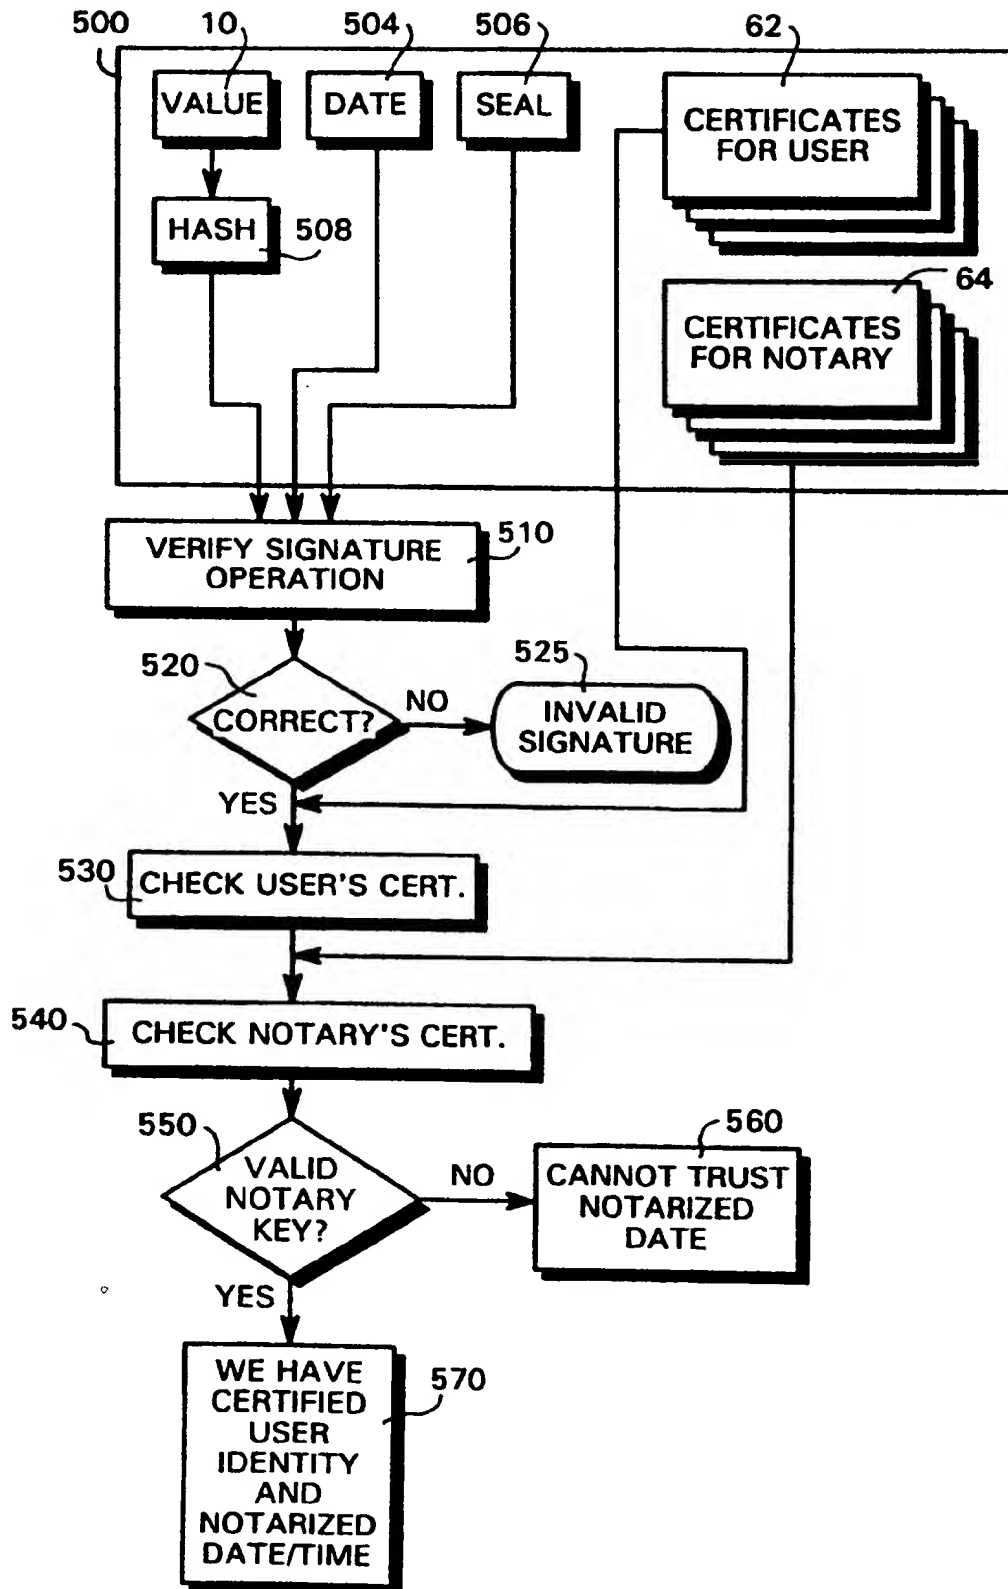 500
10
504
506
62
VALUE
DATE
SEAL
CERTIFICATES
FOR USER
HASH
508
64
CERTIFICATES
FOR NOTARY
VERIFY SIGNATURE
OPERATION
510
520
CORRECT?
NO
525
INVALID
SIGNATURE
YES
530
CHECK USER'S CERT.
540
CHECK NOTARY'S CERT.
550
VALID
NOTARY
KEY?
NO
560
CANNOT TRUST
NOTARIZED
DATE
YES
WE HAVE
CERTIFIED
USER
IDENTITY
AND
NOTARIZED
DATE/TIME
570